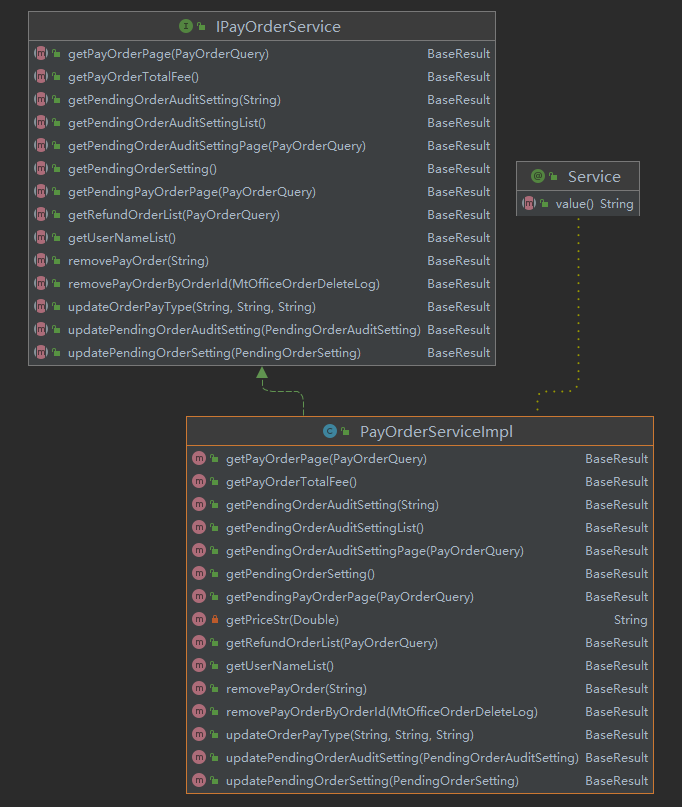 IPayOrderService
getPayOrderPage(PayOrderQuery) BaseResult
getPayOrderTotalFee() BaseResult
getPendingOrderAuditSetting(String) BaseResult
getPendingOrderAuditSettingList() BaseResult
getPendingOrderAuditSettingPage(PayOrderQuery) BaseResult
getPendingOrderSetting() BaseResult
getPendingPayOrderPage(PayOrderQuery) BaseResult
getRefundOrderList(PayOrderQuery) BaseResult
getUserNameList() BaseResult
removePayOrder(String) BaseResult
removePayOrderByOrderId(MtOfficeOrderDeleteLog) BaseResult
updateOrderPayType(String, String, String) BaseResult
updatePendingOrderAuditSetting(PendingOrderAuditSetting) BaseResult
updatePendingOrderSetting(PendingOrderSetting) BaseResult
Service
value() String
PayOrderServiceImpl
getPayOrderPage(PayOrderQuery) BaseResult
getPayOrderTotalFee() BaseResult
getPendingOrderAuditSetting(String) BaseResult
getPendingOrderAuditSettingList() BaseResult
getPendingOrderAuditSettingPage(PayOrderQuery) BaseResult
getPendingOrderSetting() BaseResult
getPendingPayOrderPage(PayOrderQuery) BaseResult
getPriceStr(Double) String
getRefundOrderList(PayOrderQuery) BaseResult
getUserNameList() BaseResult
removePayOrder(String) BaseResult
removePayOrderByOrderId(MtOfficeOrderDeleteLog) BaseResult
updateOrderPayType(String, String, String) BaseResult
updatePendingOrderAuditSetting(PendingOrderAuditSetting) BaseResult
updatePendingOrderSetting(PendingOrderSetting) BaseResult